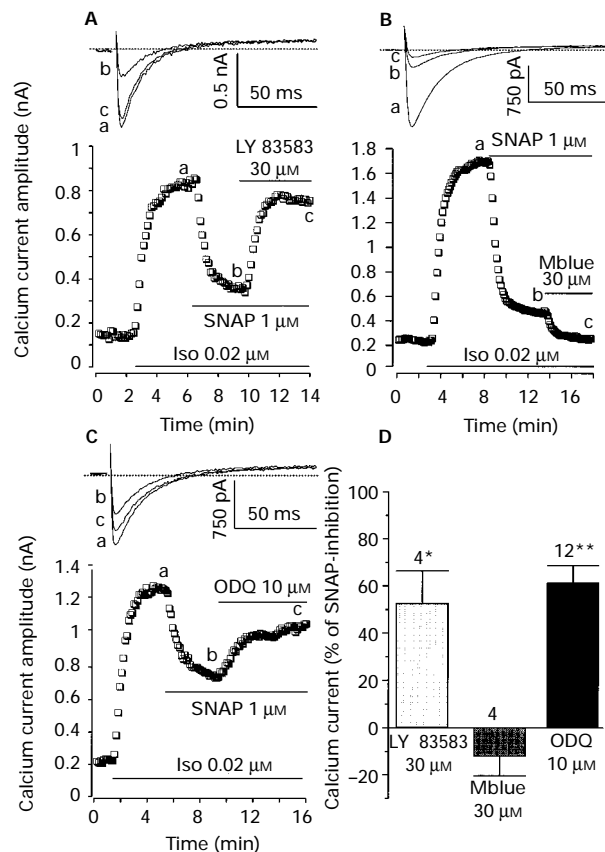 A
b
c
a
0.5 nA
50 ms
Calcium current amplitude (nA)
1
0.8
0.6
0.4
0.2
0
a
b
c
LY 83583
30 µM
SNAP 1 µM
Iso 0.02 µM
0 2 4 6 8 10 12 14
Time (min)
B
c
b
a
750 pA
50 ms
1.8
1.6
1.4
1.2
1
0.8
0.6
0.4
0.2
0
a
SNAP 1 µM
b
Mblue
30 µM
c
Iso 0.02 µM
0 4 8 12 16
Time (min)
C
b
c
a
750 pA
50 ms
Calcium current amplitude (nA)
1.4
1.2
1
0.8
0.6
0.4
0.2
0
a
ODQ 10 µM
c
b
SNAP 1 µM
Iso 0.02 µM
0 4 8 12 16
Time (min)
D
Calcium current (% of SNAP-inhibition)
100
80
60
40
20
0
−20
4*
4
12**
LY 83583
30 µM
Mblue
30 µM
ODQ
10 µM